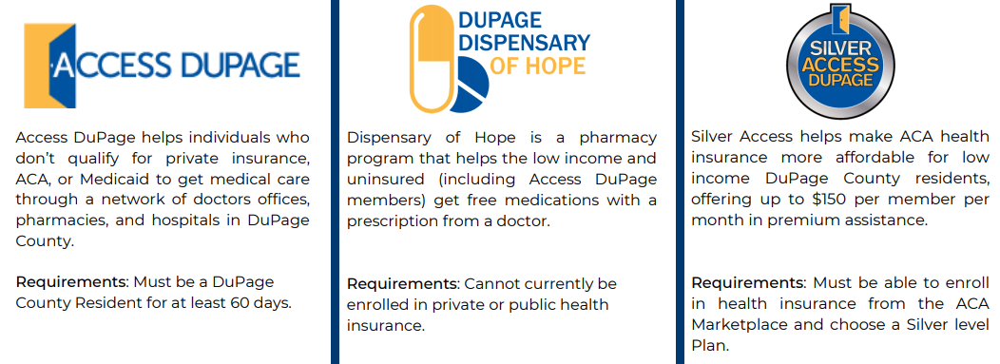 ACCESS DUPAGE
Access DuPage helps individuals who
don't qualify for private insurance,
ACA, or Medicaid to get medical care
through a network of doctors offices,
pharmacies, and hospitals in DuPage
County.
Requirements: Must be a DuPage
County Resident for at least 60 days.
DUPAGE
DISPENSARY
OF HOPE
Dispensary of Hope is a pharmacy
program that helps the low income and
uninsured (including Access DuPage
members) get free medications with a
prescription from a doctor.
Requirements: Cannot currently be
enrolled in private or public health
insurance.
SILVER
ACCESS
DUPAGE
Silver Access helps make ACA health
insurance more affordable for low
income DuPage County residents,
offering up to $150 per member per
month in premium assistance.
Requirements: Must be able to enroll
in health insurance from the ACA
Marketplace and choose a Silver level
Plan.